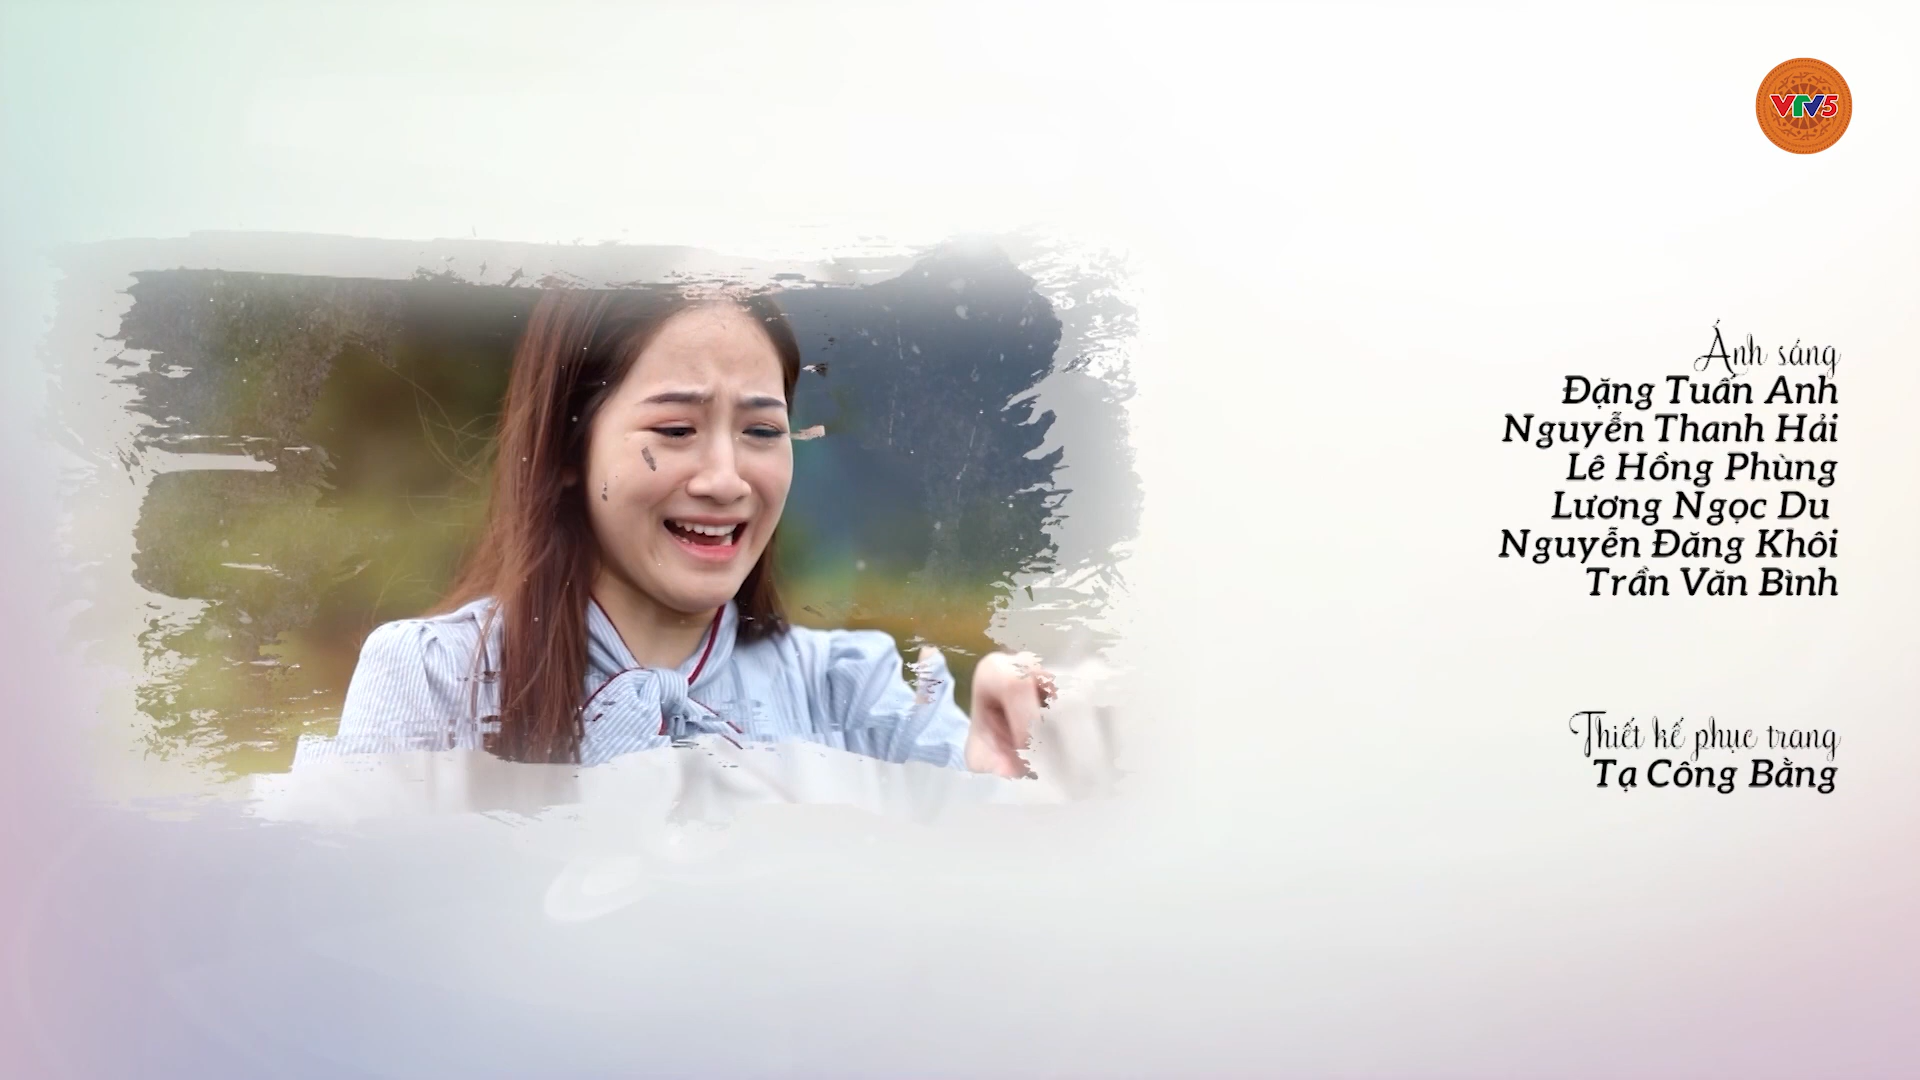 VTV5
Ánh sáng
Đặng Tuấn Anh
Nguyễn Thanh Hải
Lê Hồng Phùng
Lương Ngọc Du
Nguyễn Đăng Khôi
Trần Văn Bình
Thiết kế phục trang
Tạ Công Bằng